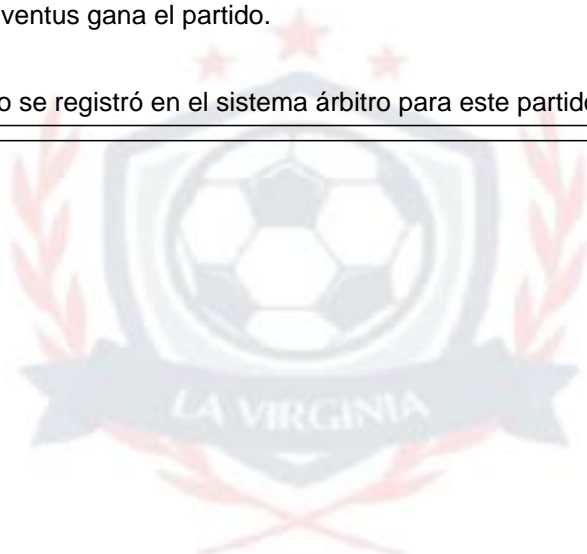 ventus gana el partido.
o se registró en el sistema árbitro para este partid
LA VIRGINIA